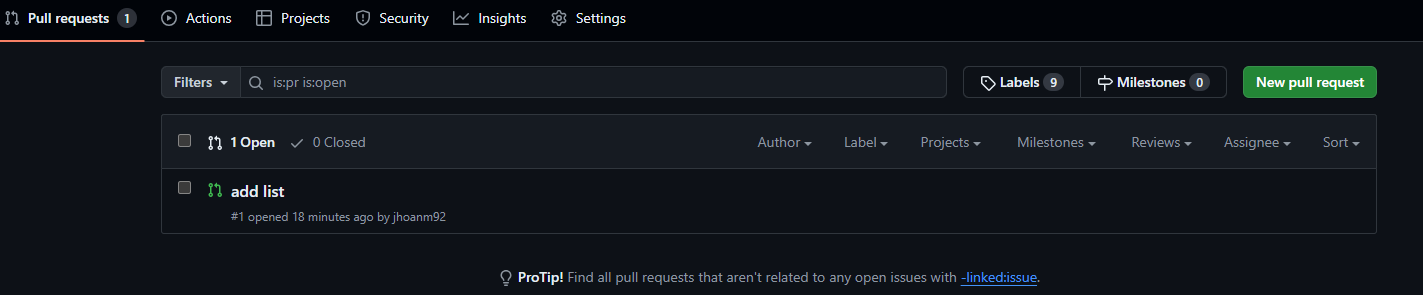 Pull requests 1 Actions Projects Security Insights Settings
Filters is:pr is:open Labels 9 Milestones 0 New pull request
1 Open 0 Closed Author Label Projects Milestones Reviews Assignee Sort
add list
#1 opened 18 minutes ago by jhoanm92
ProTip! Find all pull requests that aren't related to any open issues with -linked:issue.